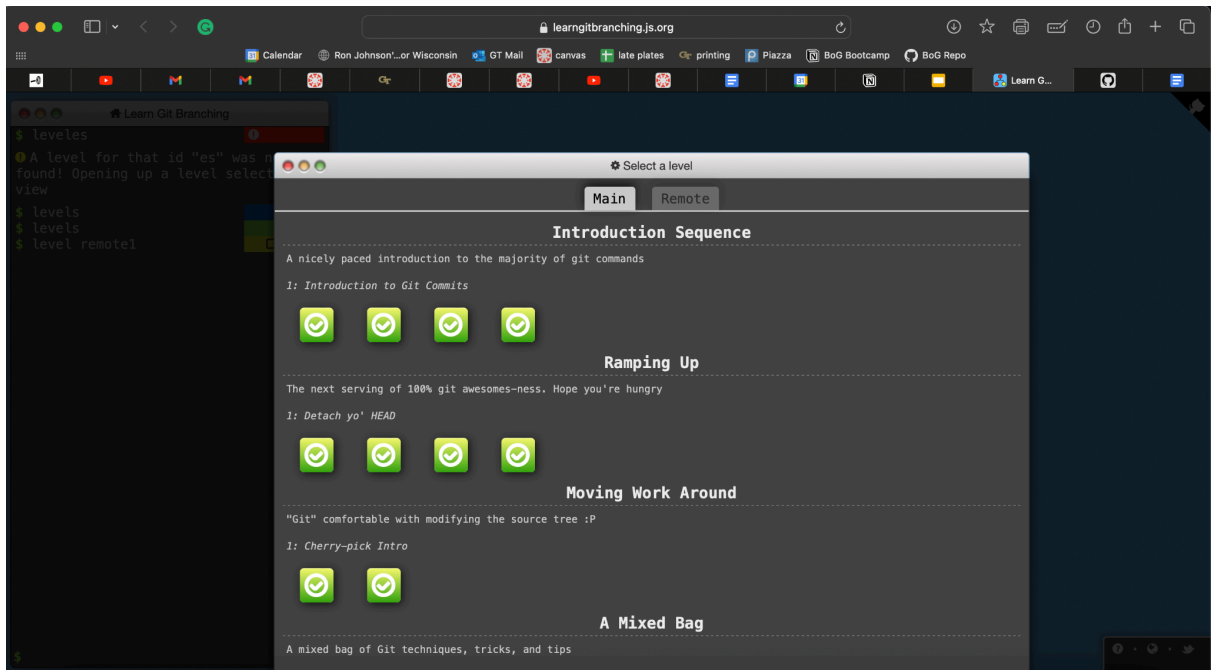 learngitbranching.js.org
Calendar Ron Johnson'...or Wisconsin GT Mail canvas late plates printing Piazza BoG Bootcamp BoG Repo
Learn G...
Learn Git Branching
$ leveles
A level for that id "es" was n
found! Opening up a level select
view
$ levels
$ levels
$ level remote1
$
Select a level
Main Remote
Introduction Sequence
A nicely paced introduction to the majority of git commands
1: Introduction to Git Commits
Ramping Up
The next serving of 100% git awesomes-ness. Hope you're hungry
1: Detach yo' HEAD
Moving Work Around
"Git" comfortable with modifying the source tree :P
1: Cherry-pick Intro
A Mixed Bag
A mixed bag of Git techniques, tricks, and tips